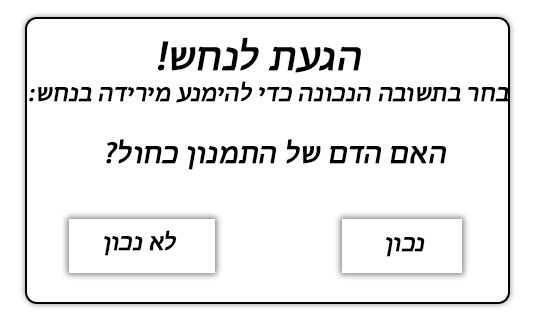 הגעת לנחש!
בחר בתשובה הנכונה כדי להימנע מירידה בנחש:
האם הדם של התמנון כחול?
נכון
לא נכון